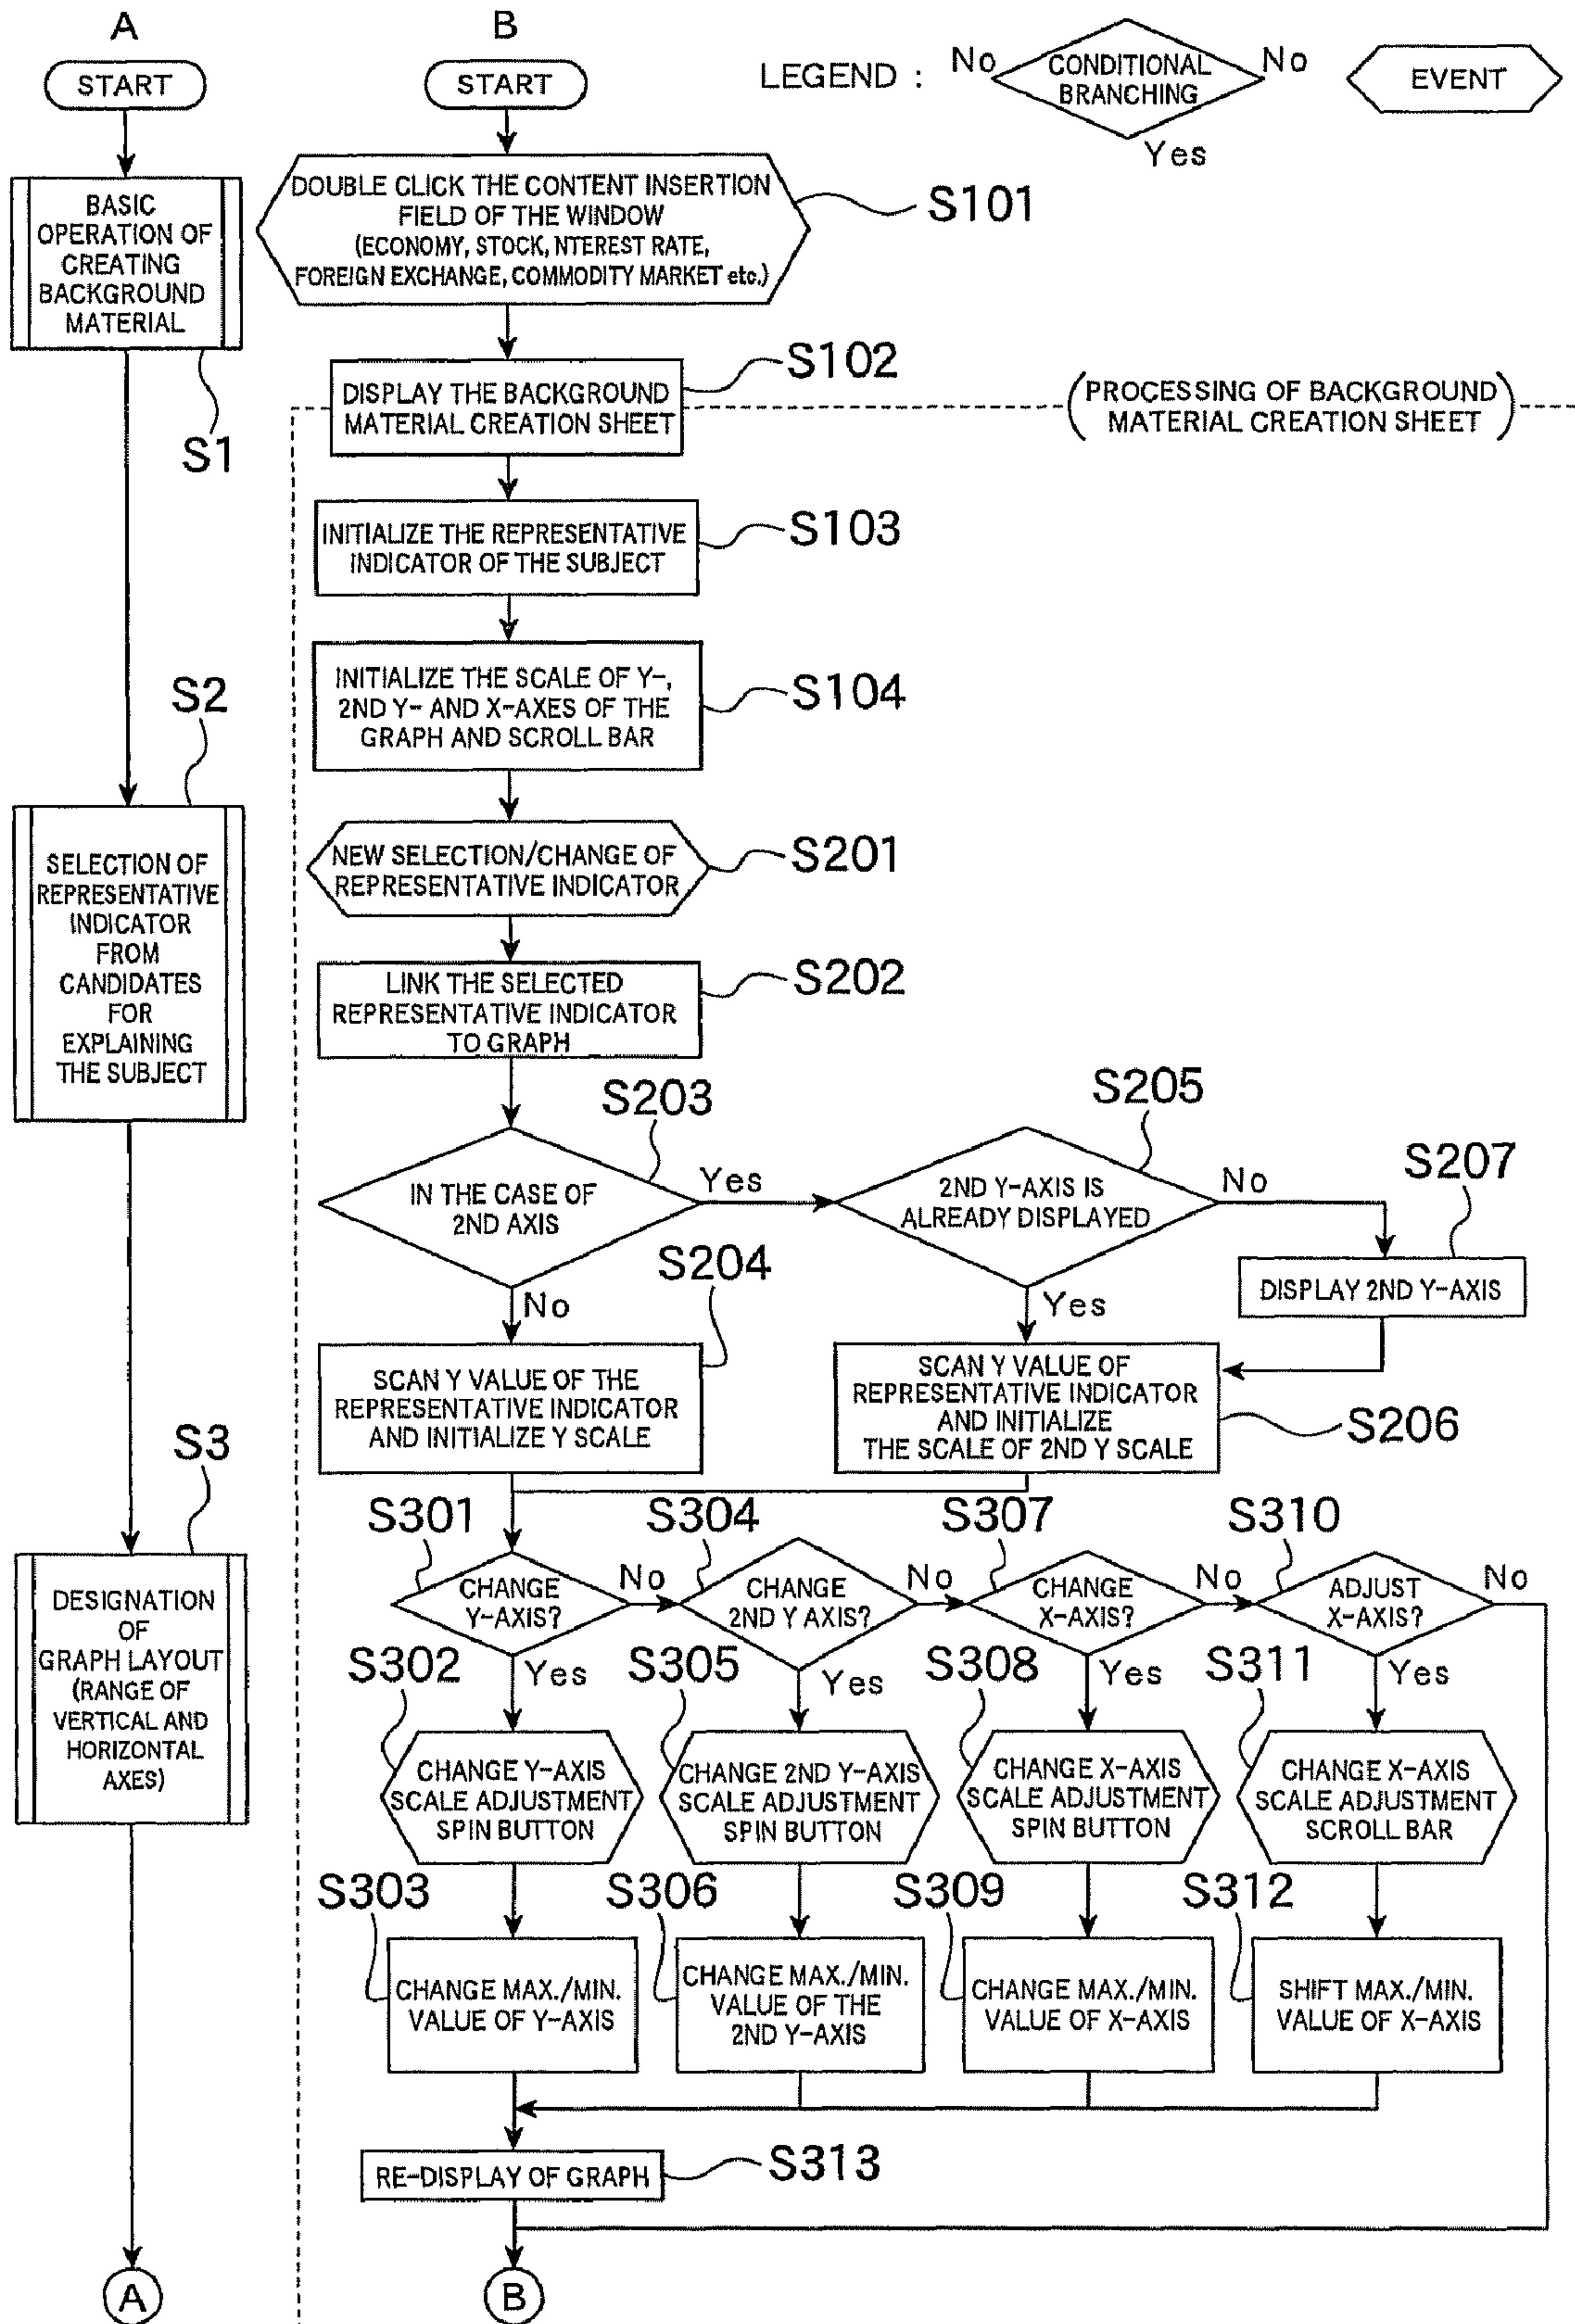 A
START
BASIC
OPERATION OF
CREATING
BACKGROUND
MATERIAL
S1
S2
SELECTION OF
REPRESENTATIVE
INDICATOR
FROM
CANDIDATES
FOR
EXPLAINING
THE SUBJECT
S3
DESIGNATION
OF
GRAPH LAYOUT
(RANGE OF
VERTICAL AND
HORIZONTAL
AXES)
A
B
START
LEGEND :
No
CONDITIONAL
BRANCHING
No
Yes
EVENT
DOUBLE CLICK THE CONTENT INSERTION
FIELD OF THE WINDOW
(ECONOMY, STOCK, NTEREST RATE,
FOREIGN EXCHANGE, COMMODITY MARKET etc.)
S101
DISPLAY THE BACKGROUND
MATERIAL CREATION SHEET
S102
(PROCESSING OF BACKGROUND
MATERIAL CREATION SHEET)
INITIALIZE THE REPRESENTATIVE
INDICATOR OF THE SUBJECT
S103
INITIALIZE THE SCALE OF Y-,
2ND Y- AND X-AXES OF THE
GRAPH AND SCROLL BAR
S104
NEW SELECTION/CHANGE OF
REPRESENTATIVE INDICATOR
S201
LINK THE SELECTED
REPRESENTATIVE INDICATOR
TO GRAPH
S202
S203
IN THE CASE OF
2ND AXIS
Yes
No
S205
2ND Y-AXIS IS
ALREADY DISPLAYED
No
Yes
S207
DISPLAY 2ND Y-AXIS
S204
SCAN Y VALUE OF THE
REPRESENTATIVE INDICATOR
AND INITIALIZE Y SCALE
SCAN Y VALUE OF
REPRESENTATIVE INDICATOR
AND INITIALIZE
THE SCALE OF 2ND Y SCALE
S206
S301
CHANGE
Y-AXIS?
No
Yes
S304
CHANGE
2ND Y AXIS?
No
Yes
S307
CHANGE
X-AXIS?
No
Yes
S310
ADJUST
X-AXIS?
No
Yes
S302
CHANGE Y-AXIS
SCALE ADJUSTMENT
SPIN BUTTON
S305
CHANGE 2ND Y-AXIS
SCALE ADJUSTMENT
SPIN BUTTON
S308
CHANGE X-AXIS
SCALE ADJUSTMENT
SPIN BUTTON
S311
CHANGE X-AXIS
SCALE ADJUSTMENT
SCROLL BAR
S303
CHANGE MAX./MIN.
VALUE OF Y-AXIS
S306
CHANGE MAX./MIN.
VALUE OF THE
2ND Y-AXIS
S309
CHANGE MAX./MIN.
VALUE OF X-AXIS
S312
SHIFT MAX./MIN.
VALUE OF X-AXIS
RE-DISPLAY OF GRAPH
S313
B